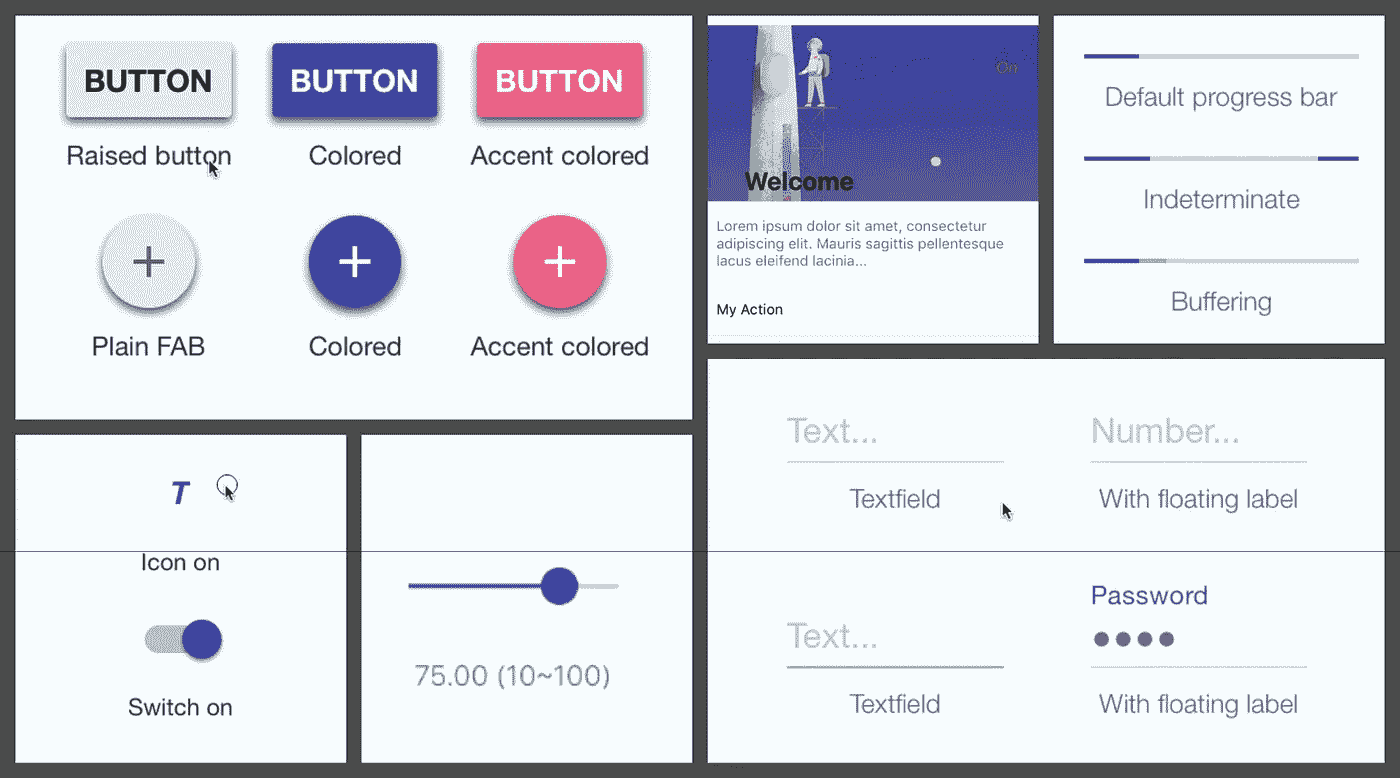 BUTTON BUTTON BUTTON
Raised button Colored Accent colored
Plain FAB Colored Accent colored
On
Welcome
Lorem ipsum dolor sit amet, consectetur
adipiscing elit. Mauris sagittis pellentesque
lacus eleifend lacinia...
My Action
Default progress bar
Indeterminate
Buffering
T
Icon on
Switch on
75.00 (10~100)
Text... Number...
Textfield With floating label
Password
Text...
Textfield With floating label